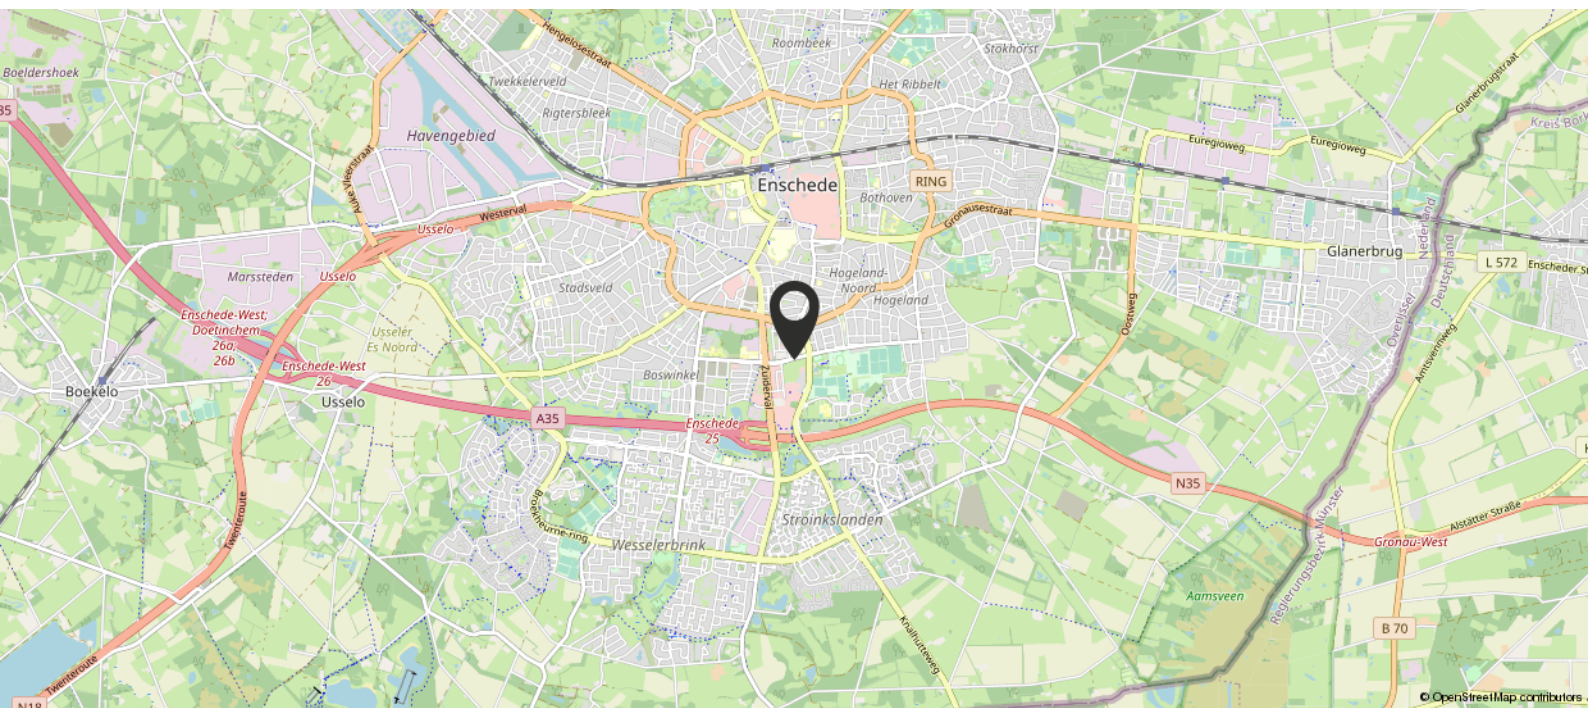 Hengelosestraat
Roombeek
Stokhorst
Boeldershoek
Twekkelerveld
Het Ribbelt
Glanerbrugstraat
35
Rigtersbleek
Kreis Bork
Havengebied
Euregioweg
Euregioweg
Auke Vleerstraat
Enschede
RING
Bothoven
Westerval
Gronausestraat
Usselo
Nederland
Deutschland
Glanerbrug
L 572
Enscheder St
Marssteden
Usselo
Stadsveld
Hogeland-
Noord
Hogeland
Oostweg
Overijssel
Enschede-West;
Doetinchem
26a;
26b
Usseler
Es Noord
Amtsvennweg
Enschede-West
26
Boswinkel
Zuiderval
Boekelo
Usselo
A35
Enschede
25
N35
Broekheurne-ring
Stroinkslanden
Wesselerbrink
Twenteroute
Alstätter Straße
Gronau-West
Regierungsbezirk Münster
Aamsveen
Knalhutteweg
B 70
Twenteroute
N18
© OpenStreetMap contributors